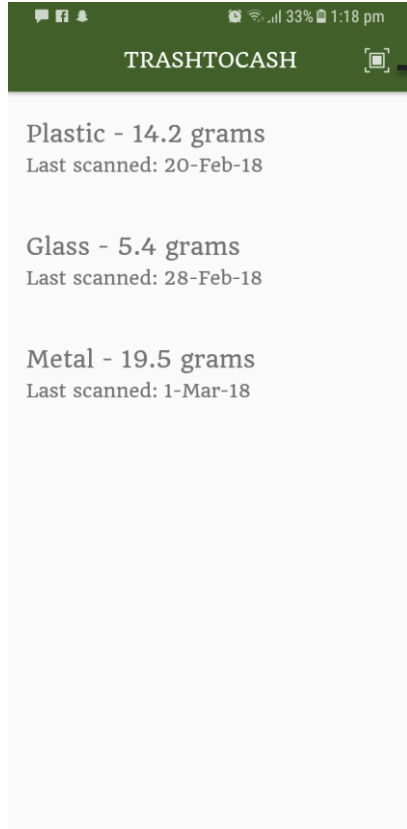 33% 1:18 pm
TRASHTOCASH
Plastic - 14.2 grams
Last scanned: 20-Feb-18
Glass - 5.4 grams
Last scanned: 28-Feb-18
Metal - 19.5 grams
Last scanned: 1-Mar-18